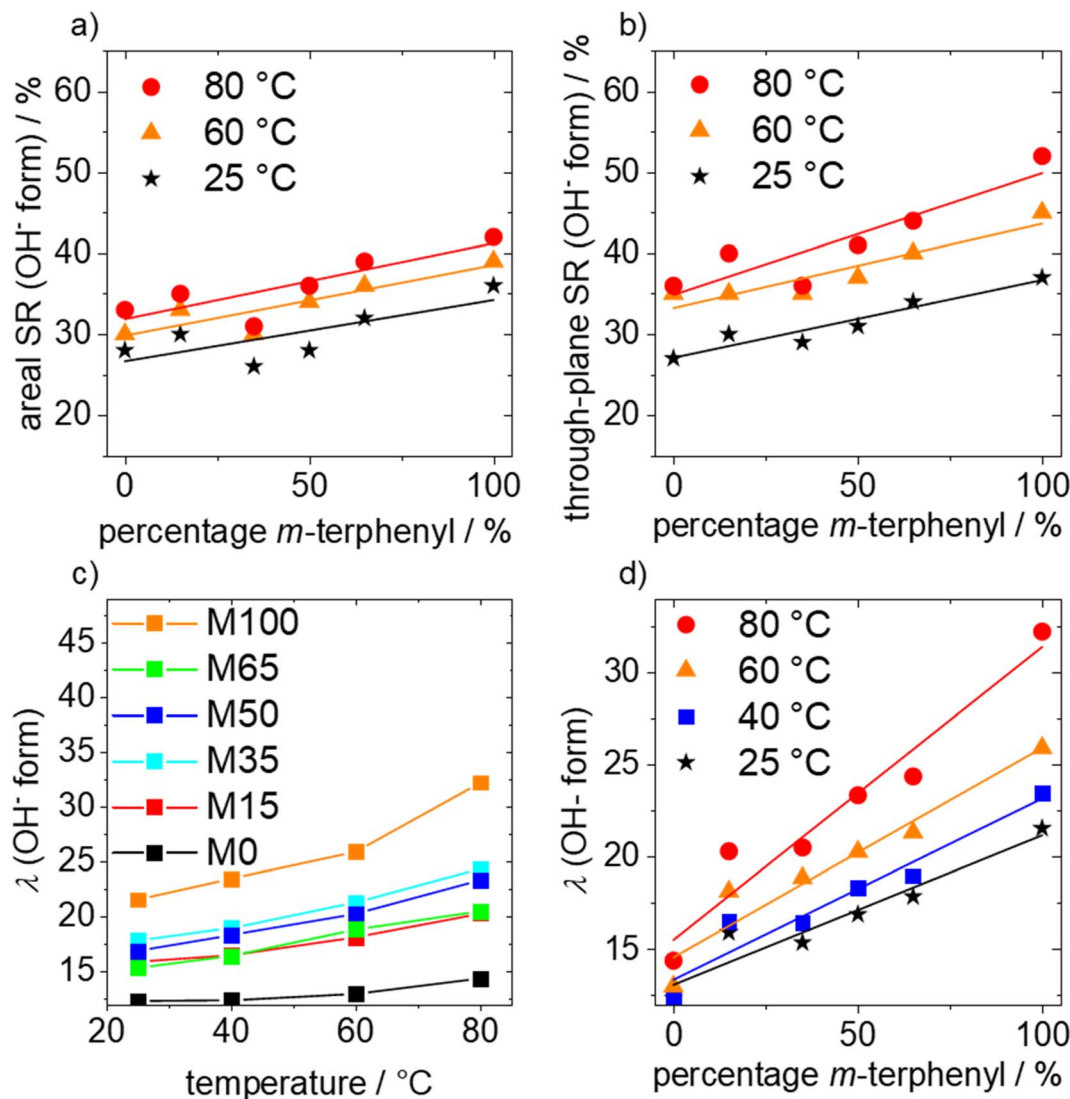 a)
areal SR (OH⁻ form) / %
60
50
40
30
20
80 °C
60 °C
25 °C
0
50
100
percentage m-terphenyl / %
b)
through-plane SR (OH⁻ form) / %
60
50
40
30
20
80 °C
60 °C
25 °C
0
50
100
percentage m-terphenyl / %
c)
λ (OH⁻ form)
45
40
35
30
25
20
15
M100
M65
M50
M35
M15
M0
20
40
60
80
temperature / °C
d)
λ (OH- form)
30
25
20
15
80 °C
60 °C
40 °C
25 °C
0
50
100
percentage m-terphenyl / %